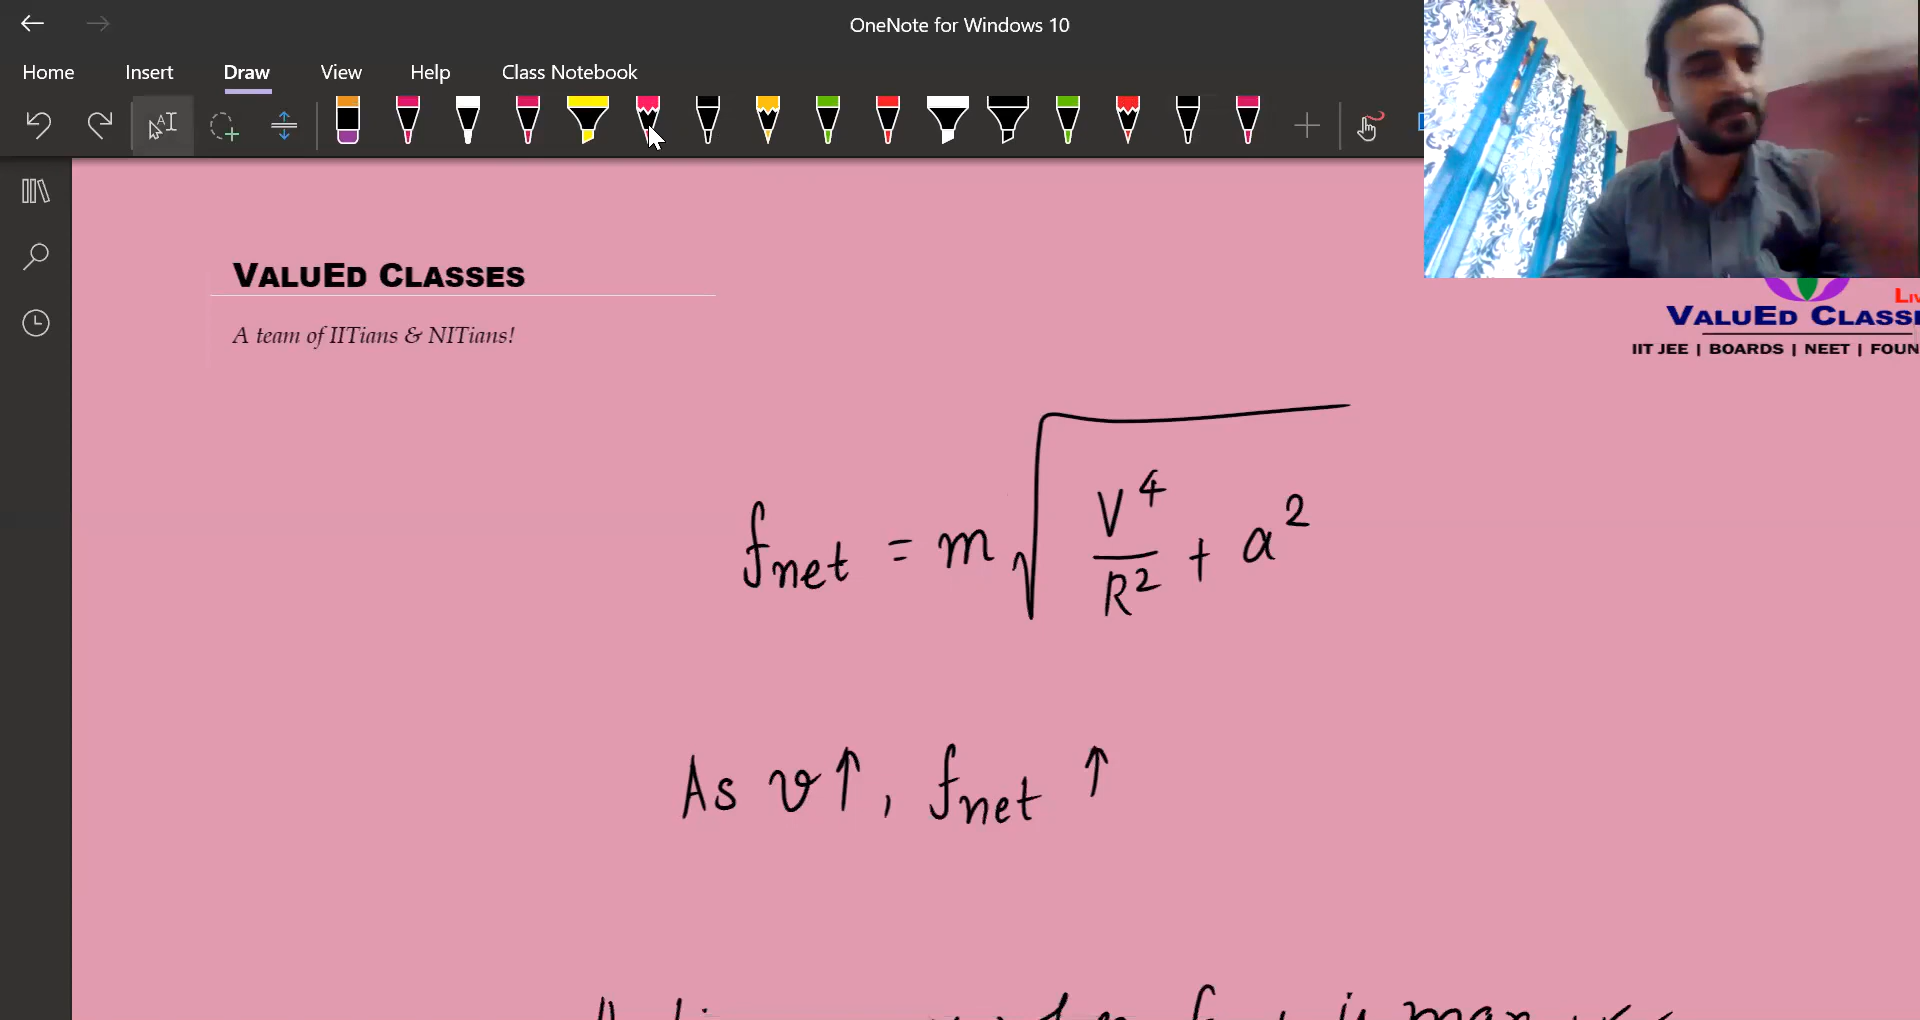 OneNote for Windows 10
Home Insert Draw View Help Class Notebook
VALUED CLASSES
A team of IITians & NITians!
VALUED CLASS
IIT JEE | BOARDS | NEET | FOUN
fnet = m√(V⁴/R² + a²)
As v↑, fnet ↑